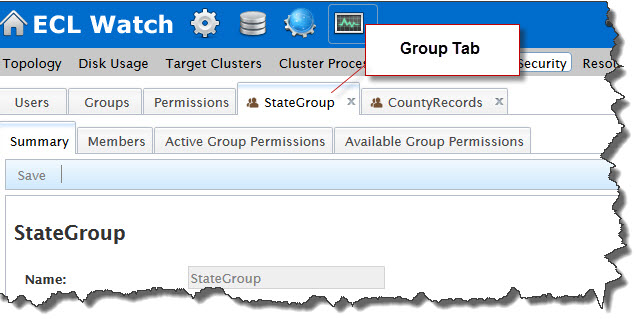 ECL Watch
Group Tab
Topology Disk Usage Target Clusters Cluster Proce Security Reso
Users Groups Permissions StateGroup x CountyRecords x
Summary Members Active Group Permissions Available Group Permissions
Save
StateGroup
Name: StateGroup